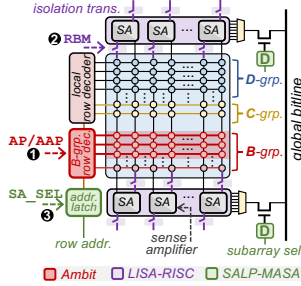 isolation trans.
SA SA ... SA
❷ RBM
D
local row decoder
D-grp.
C-grp.
global bitline
AP/AAP
❶
B-grp. row dec.
B-grp.
SA_SEL
❸
addr. latch
SA SA ... SA
D
row addr.
sense
amplifier
subarray sel
Ambit LISA-RISC SALP-MASA